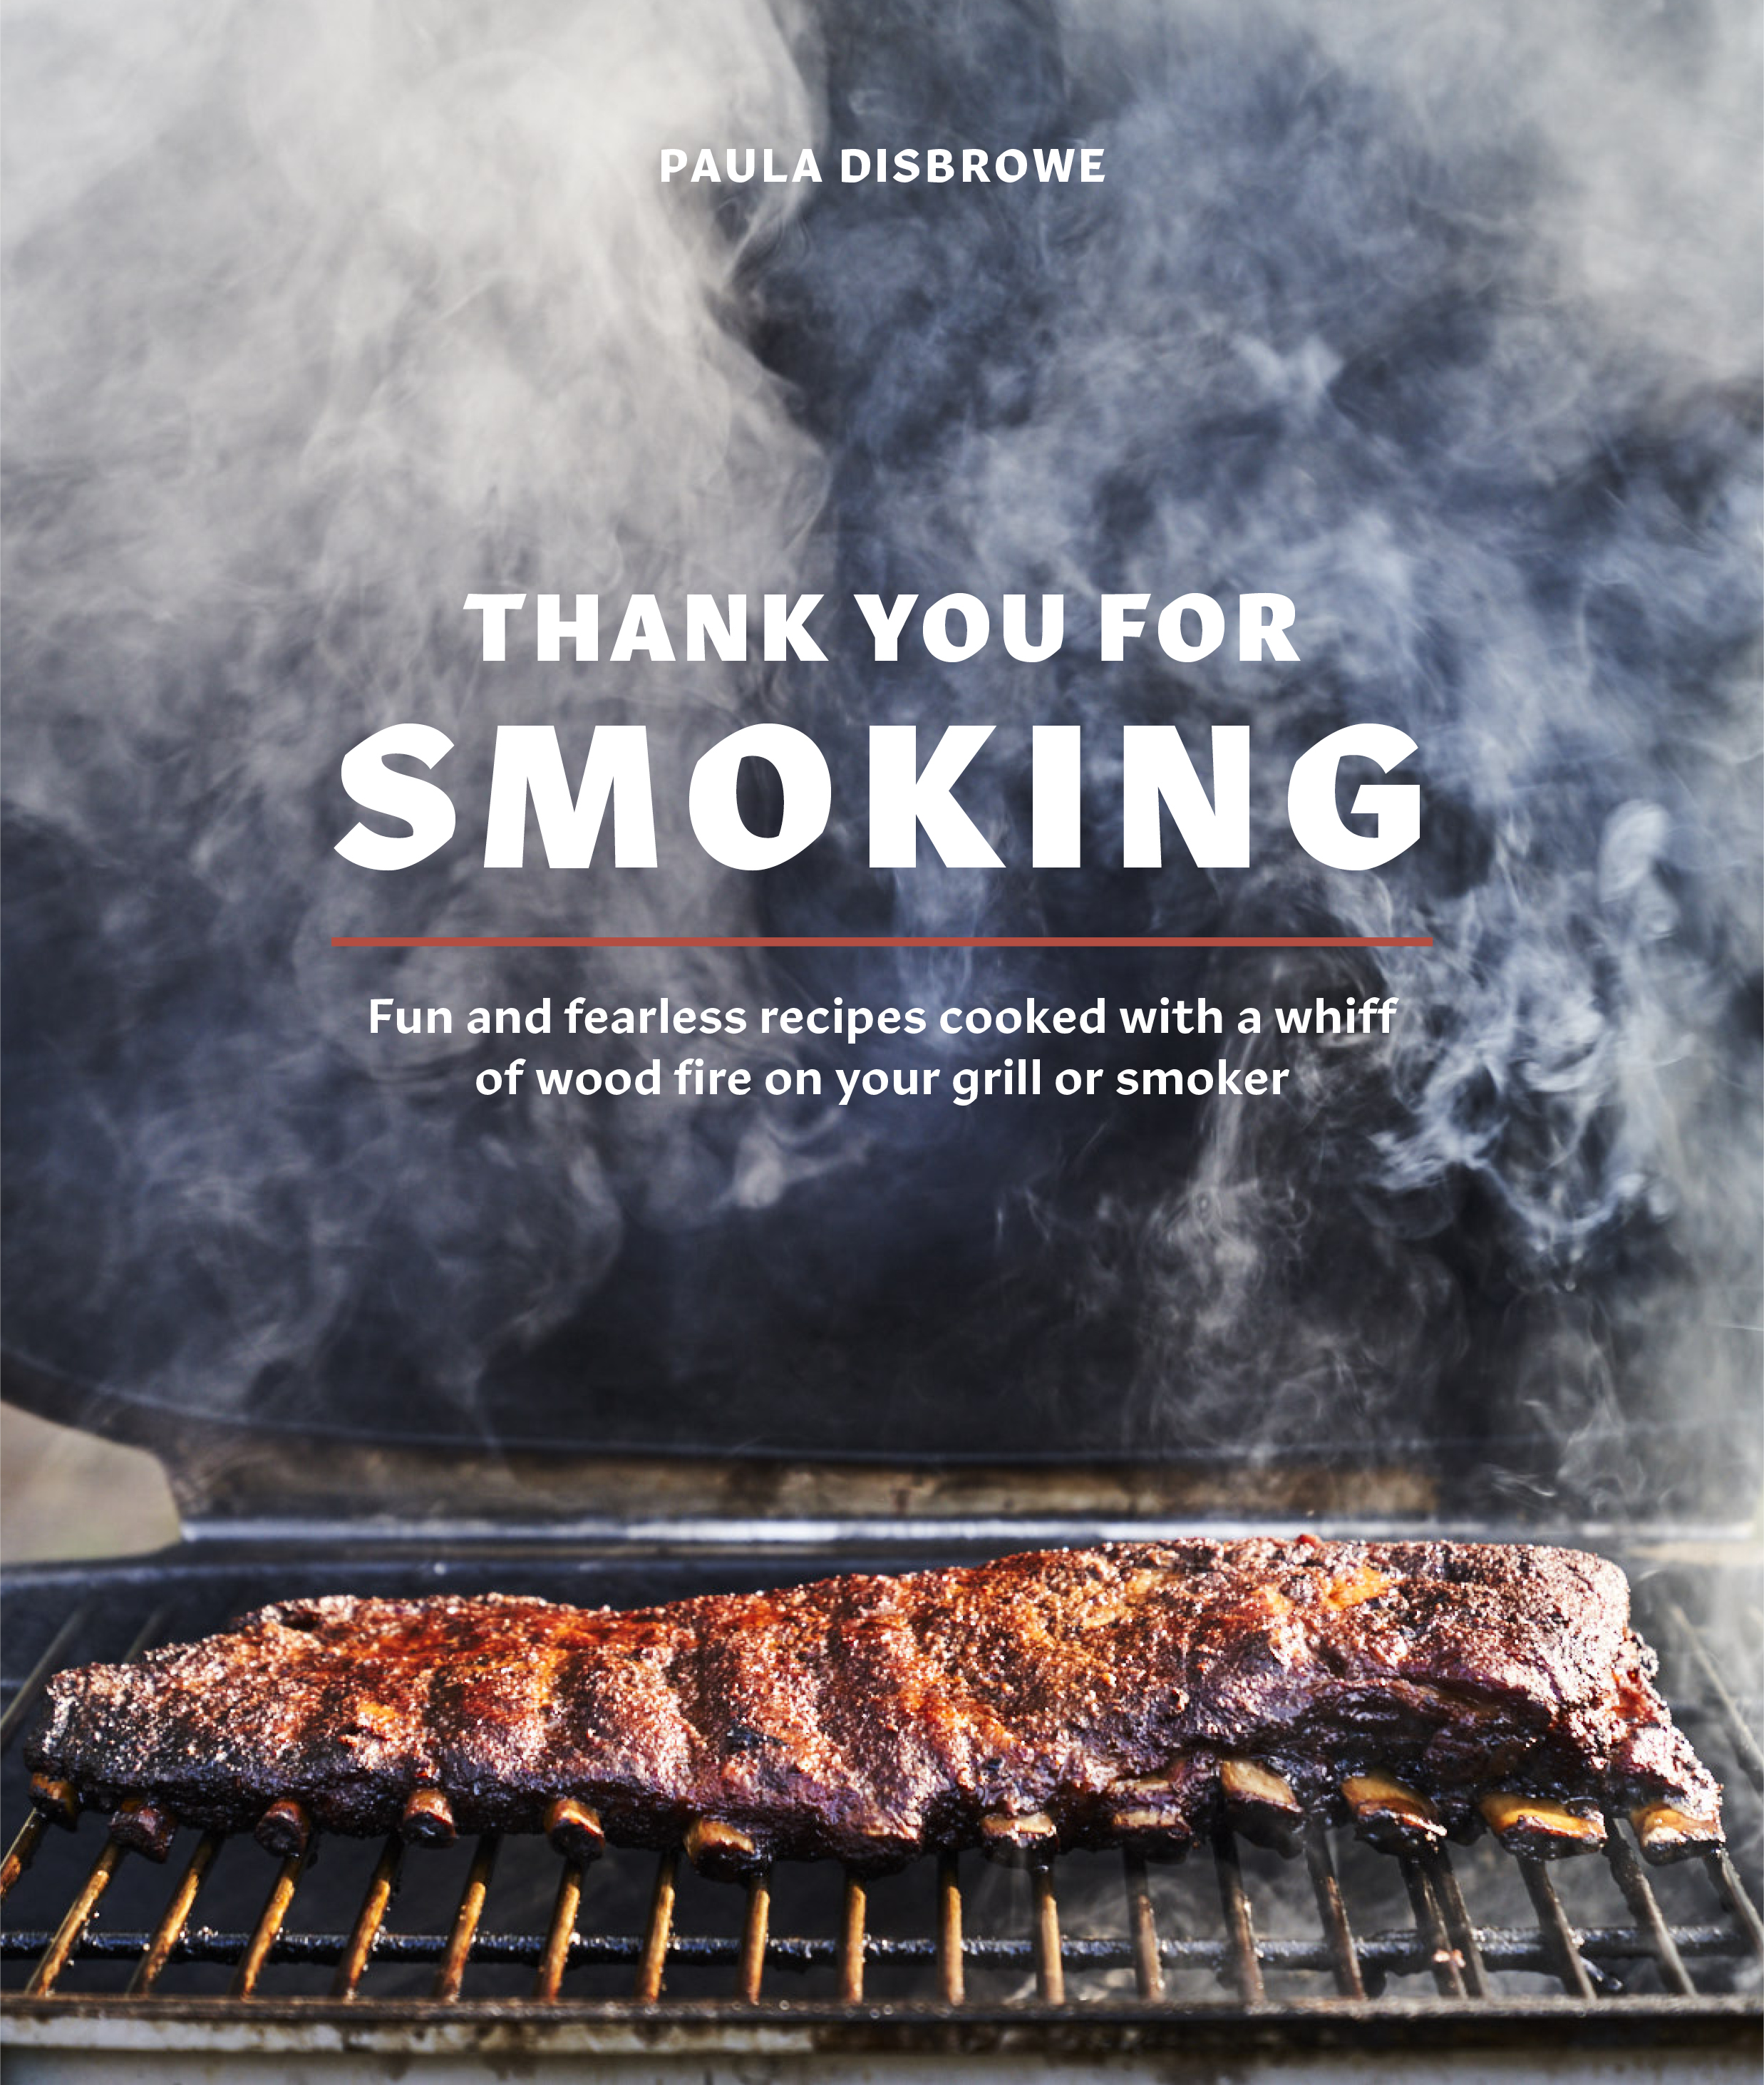 PAULA DISBROWE
THANK YOU FOR
SMOKING
Fun and fearless recipes cooked with a whiff
of wood fire on your grill or smoker